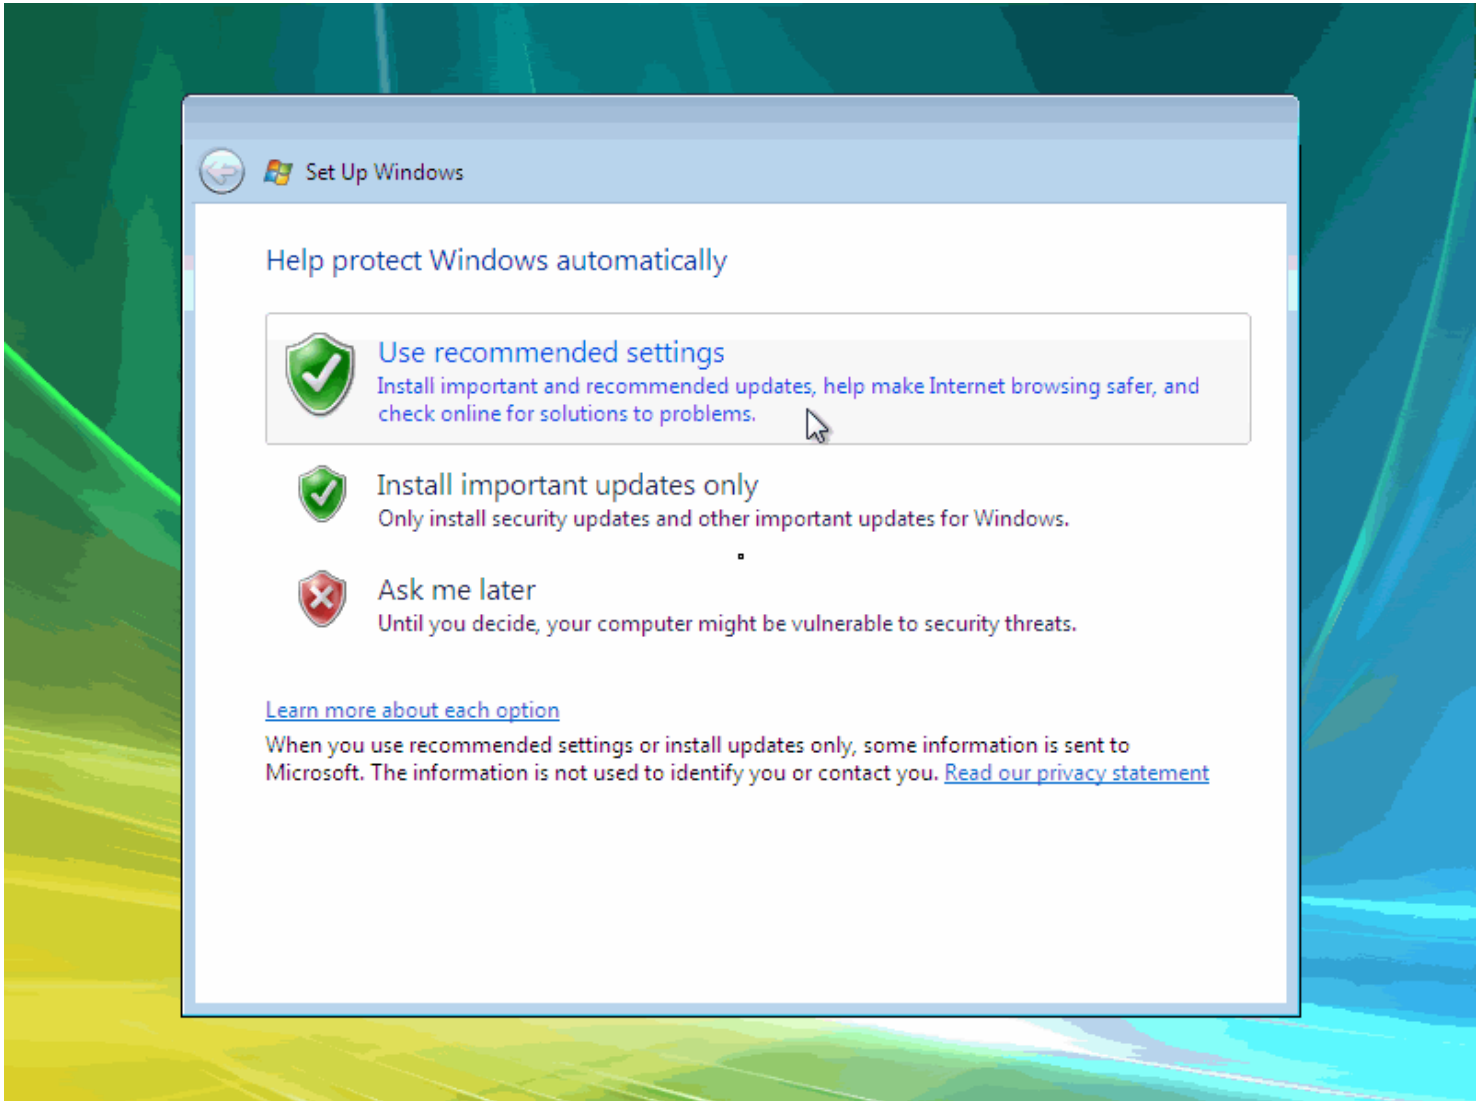 Set Up Windows
Help protect Windows automatically
Use recommended settings
Install important and recommended updates, help make Internet browsing safer, and
check online for solutions to problems.
Install important updates only
Only install security updates and other important updates for Windows.
Ask me later
Until you decide, your computer might be vulnerable to security threats.
Learn more about each option
When you use recommended settings or install updates only, some information is sent to
Microsoft. The information is not used to identify you or contact you. Read our privacy statement